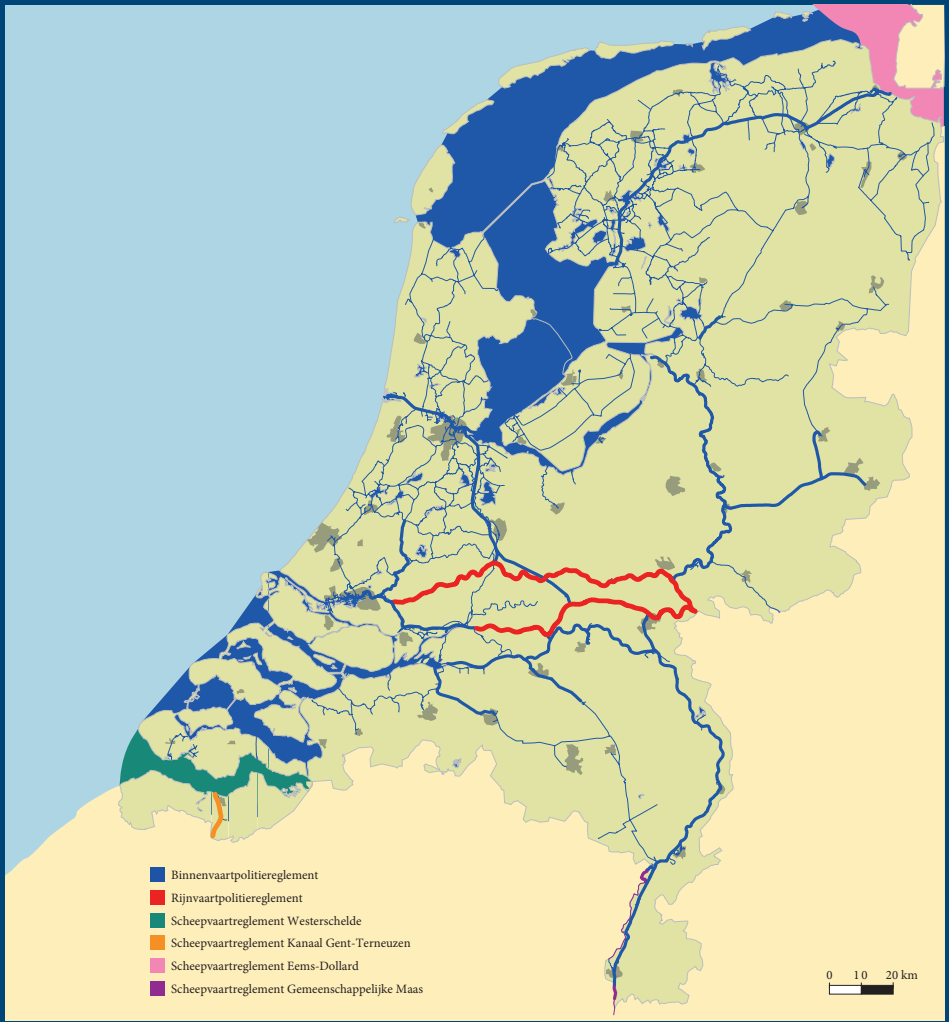 Binnenvaartpolitiereglement
Rijnvaartpolitiereglement
Scheepvaartreglement Westerschelde
Scheepvaartreglement Kanaal Gent-Terneuzen
Scheepvaartreglement Eems-Dollard
Scheepvaartreglement Gemeenschappelijke Maas
0 10 20 km